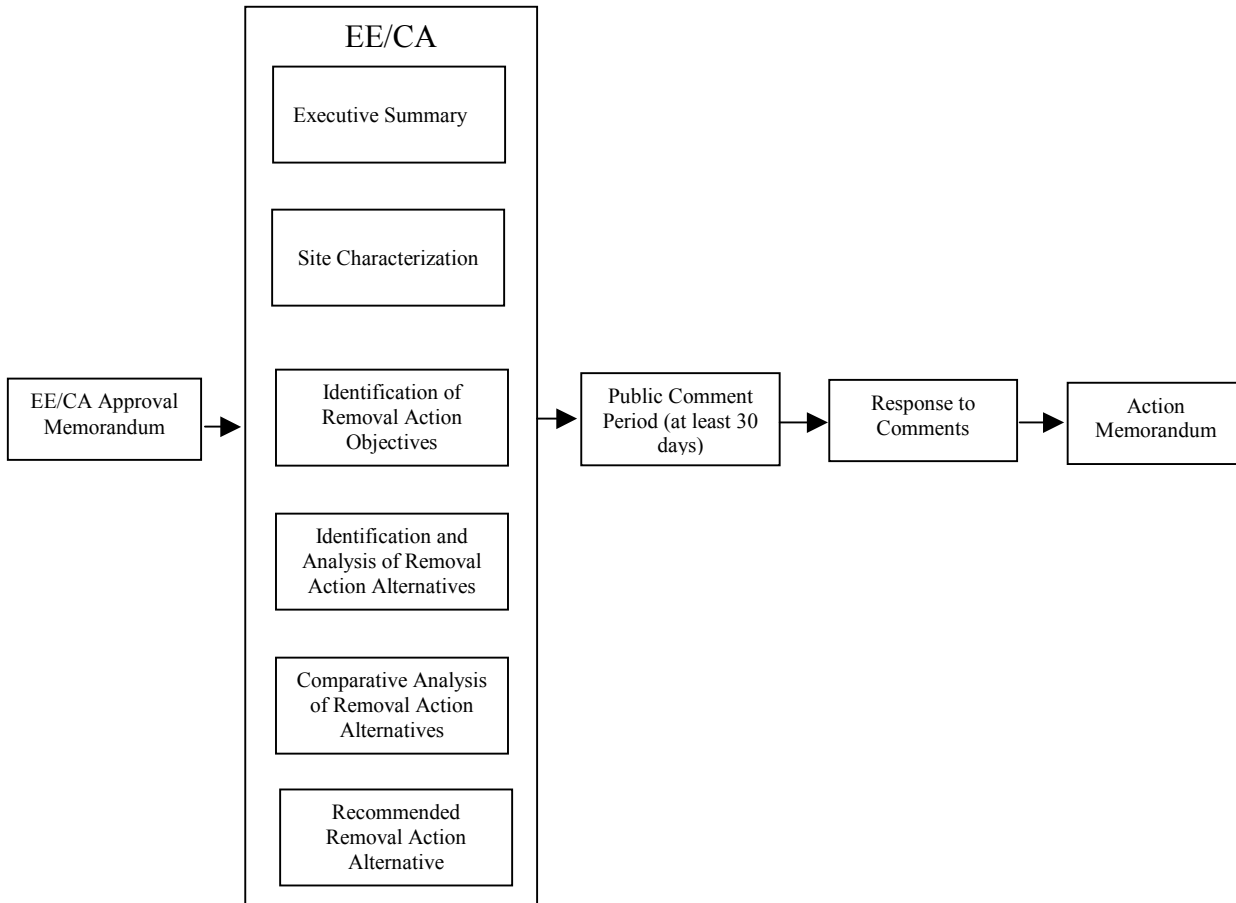 EE/CA
Executive Summary
Site Characterization
EE/CA Approval
Memorandum
Identification of
Removal Action
Objectives
Identification and
Analysis of Removal
Action Alternatives
Comparative Analysis
of Removal Action
Alternatives
Recommended
Removal Action
Alternative
Public Comment
Period (at least 30
days)
Response to
Comments
Action
Memorandum